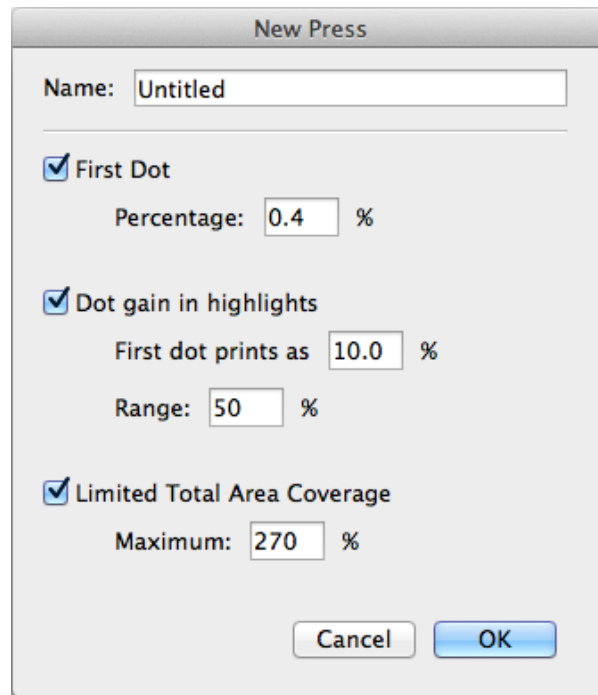 New Press
Name: Untitled
First Dot
Percentage: 0.4 %
Dot gain in highlights
First dot prints as 10.0 %
Range: 50 %
Limited Total Area Coverage
Maximum: 270 %
Cancel OK